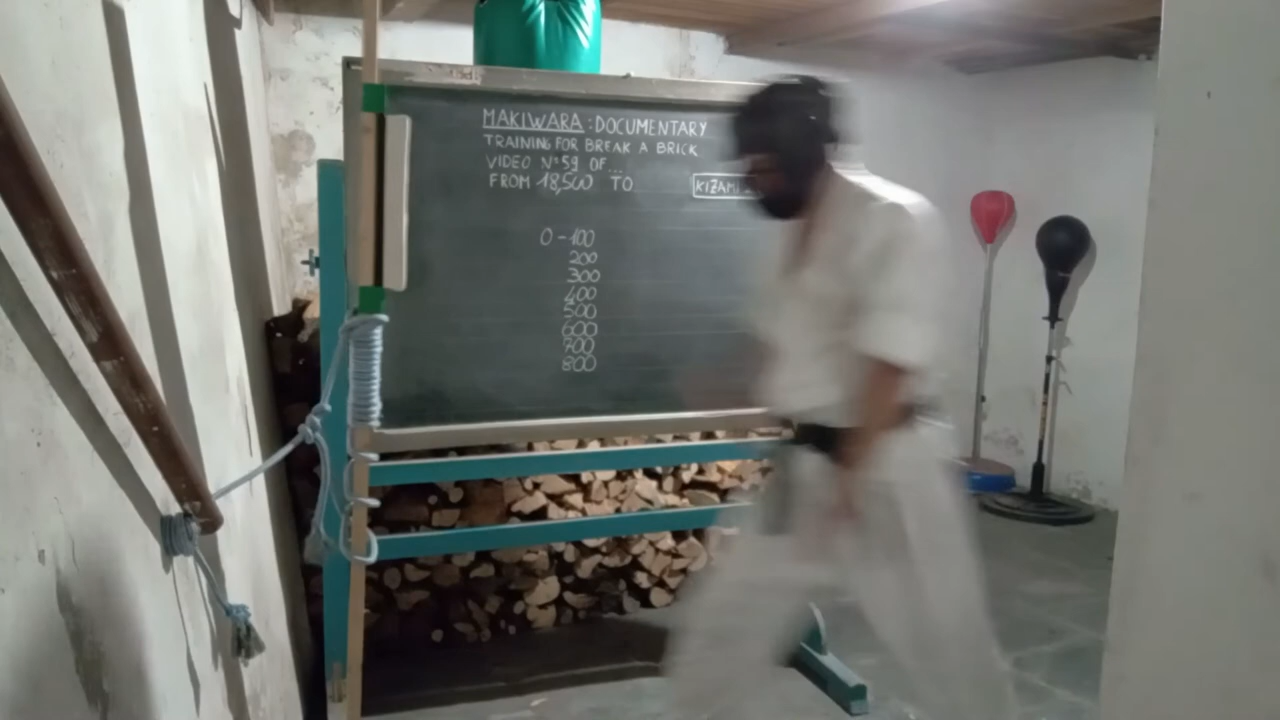 MAKIWARA : DOCUMENTARY
TRAINING FOR BREAK A BRICK
VIDEO Nº 59 OF...
FROM 18,500 TO
0 - 100
200
300
400
500
600
700
800